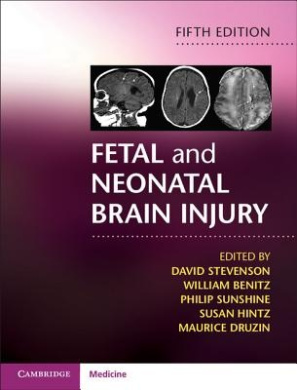 FIFTH EDITION
FETAL and
NEONATAL
BRAIN INJURY
EDITED BY
DAVID STEVENSON
WILLIAM BENITZ
PHILIP SUNSHINE
SUSAN HINTZ
MAURICE DRUZIN
CAMBRIDGE Medicine